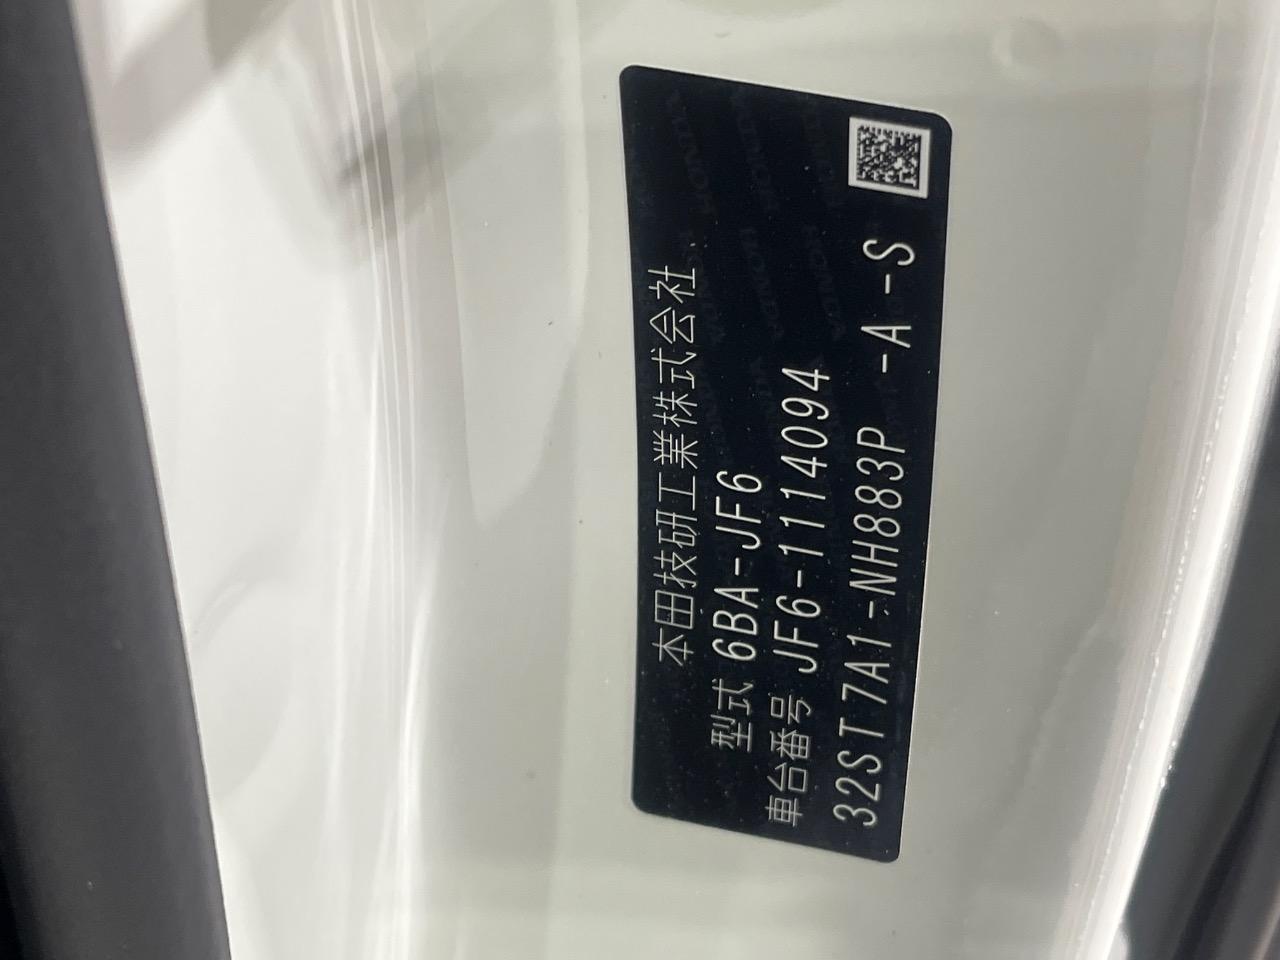 本田技研工業株式会社
型式 6BA-JF6
車台番号 JF6-1114094
32ST7A1-NH883P -A -S